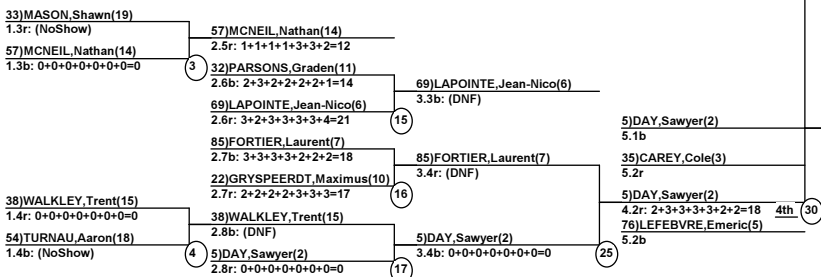 33)MASON,Shawn(19)
1.3r: (NoShow)
57)MCNEIL,Nathan(14)
1.3b: 0+0+0+0+0+0+0=0
3
57)MCNEIL,Nathan(14)
2.5r: 1+1+1+1+3+3+2=12
32)PARSONS,Graden(11)
2.6b: 2+3+2+2+2+2+1=14
69)LAPOINTE,Jean-Nico(6)
2.6r: 3+2+3+3+3+3+4=21
15
69)LAPOINTE,Jean-Nico(6)
3.3b: (DNF)
85)FORTIER,Laurent(7)
2.7b: 3+3+3+3+2+2+2=18
22)GRYSPEERDT,Maximus(10)
2.7r: 2+2+2+2+3+3+3=17
16
85)FORTIER,Laurent(7)
3.4r: (DNF)
38)WALKLEY,Trent(15)
1.4r: 0+0+0+0+0+0+0=0
54)TURNAU,Aaron(18)
1.4b: (NoShow)
4
38)WALKLEY,Trent(15)
2.8b: (DNF)
5)DAY,Sawyer(2)
2.8r: 0+0+0+0+0+0+0=0
17
5)DAY,Sawyer(2)
3.4b: 0+0+0+0+0+0+0=0
25
5)DAY,Sawyer(2)
5.1b
35)CAREY,Cole(3)
5.2r
5)DAY,Sawyer(2)
4.2r: 2+3+3+3+3+2+2=18 4th
30
76)LEFEBVRE,Emeric(5)
5.2b